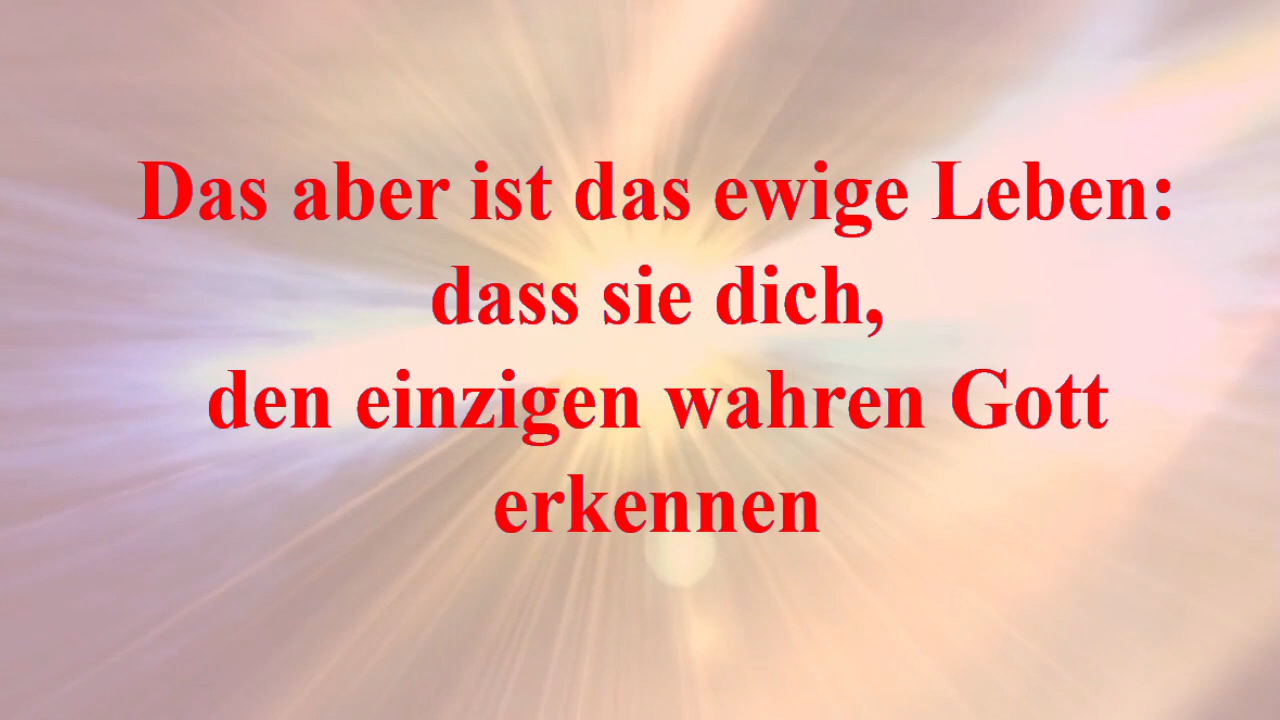 Das aber ist das ewige Leben:
dass sie dich,
den einzigen wahren Gott
erkennen